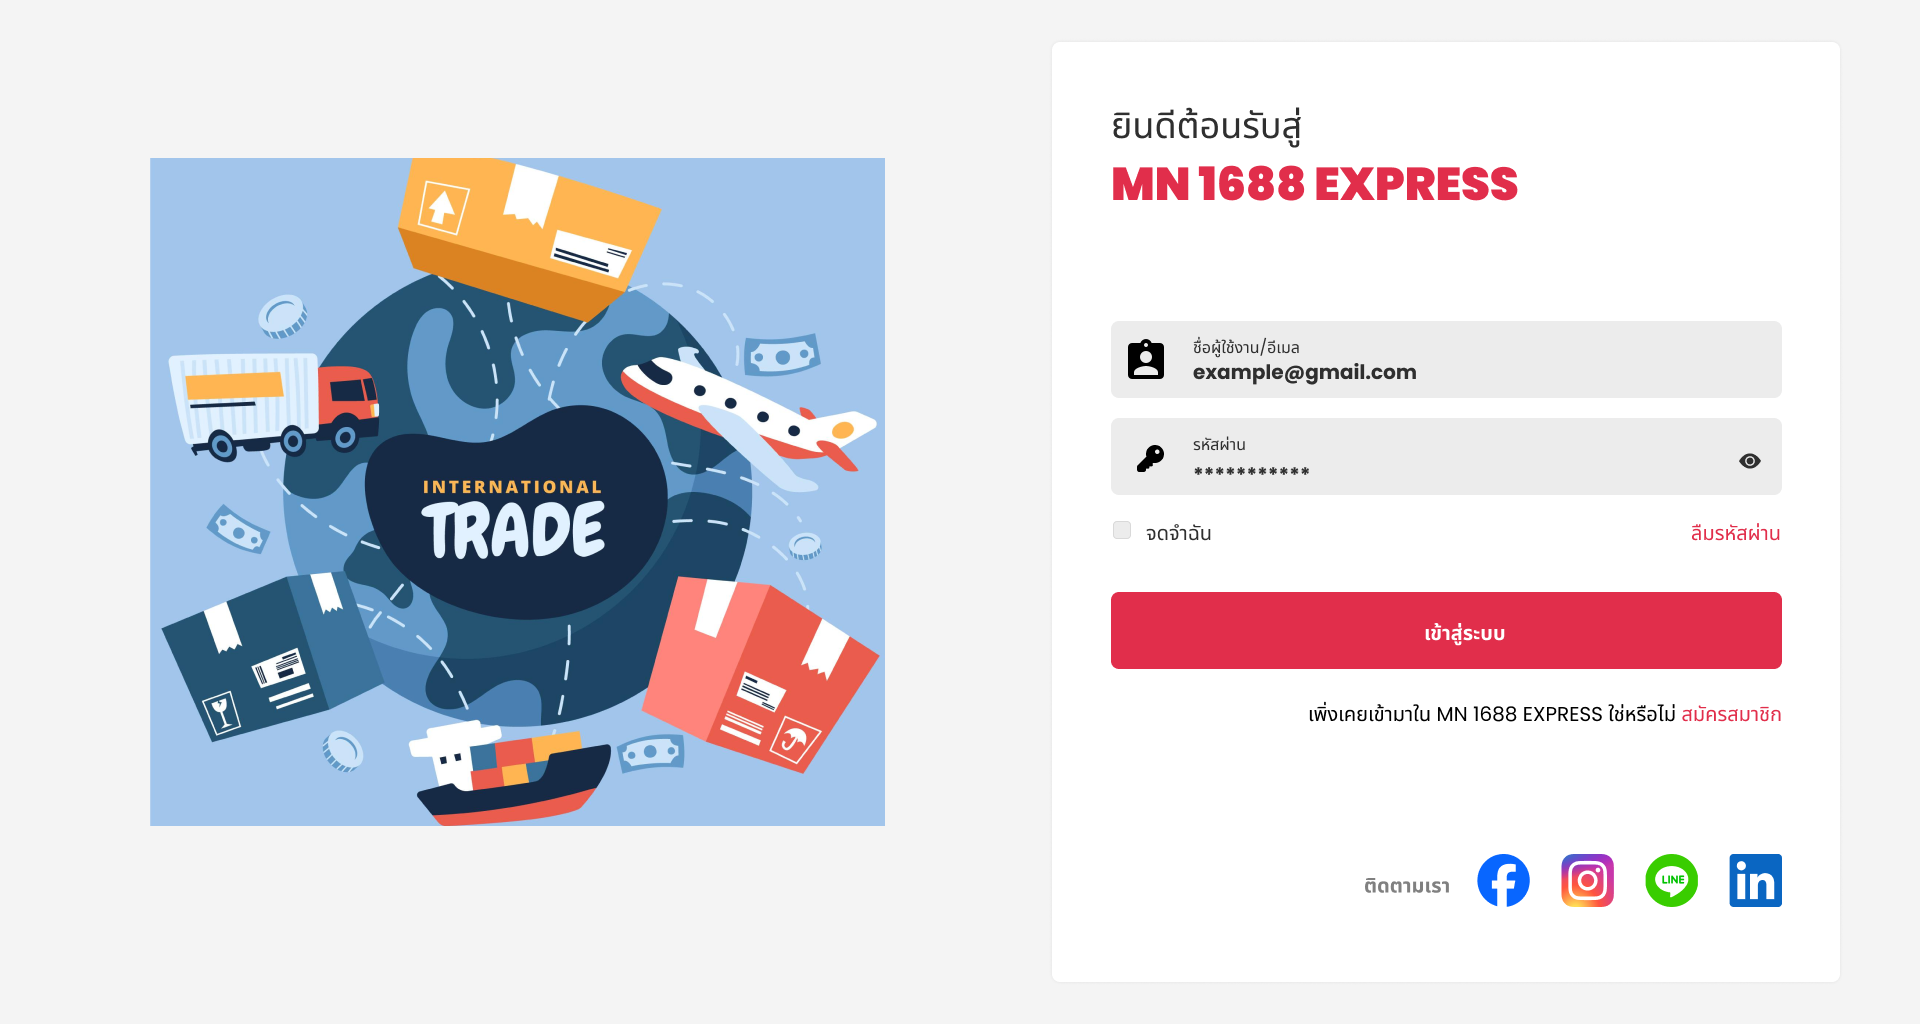 INTERNATIONAL
TRADE
ยินดีต้อนรับสู่
MN 1688 EXPRESS
ชื่อผู้ใช้งาน/อีเมล
example@gmail.com
รหัสผ่าน
***********
จดจำฉัน
ลืมรหัสผ่าน
เข้าสู่ระบบ
เพิ่งเคยเข้ามาใน MN 1688 EXPRESS ใช่หรือไม่ สมัครสมาชิก
ติดตามเรา
LINE